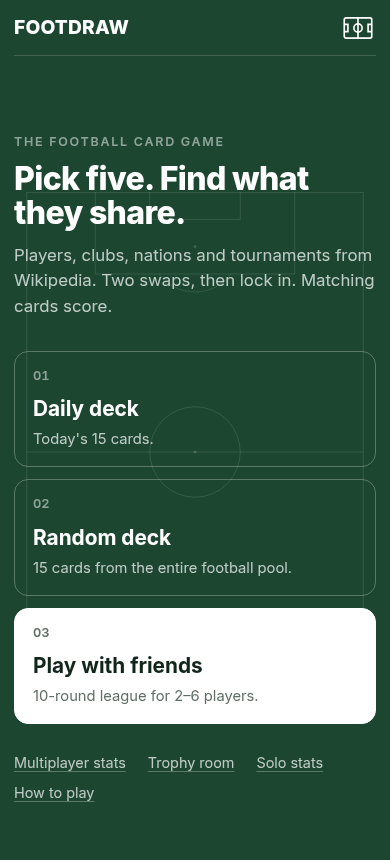 FOOTDRAW
THE FOOTBALL CARD GAME
Pick five. Find what
they share.
Players, clubs, nations and tournaments from
Wikipedia. Two swaps, then lock in. Matching
cards score.
01
Daily deck
Today's 15 cards.
02
Random deck
15 cards from the entire football pool.
03
Play with friends
10-round league for 2–6 players.
Multiplayer stats Trophy room Solo stats
How to play